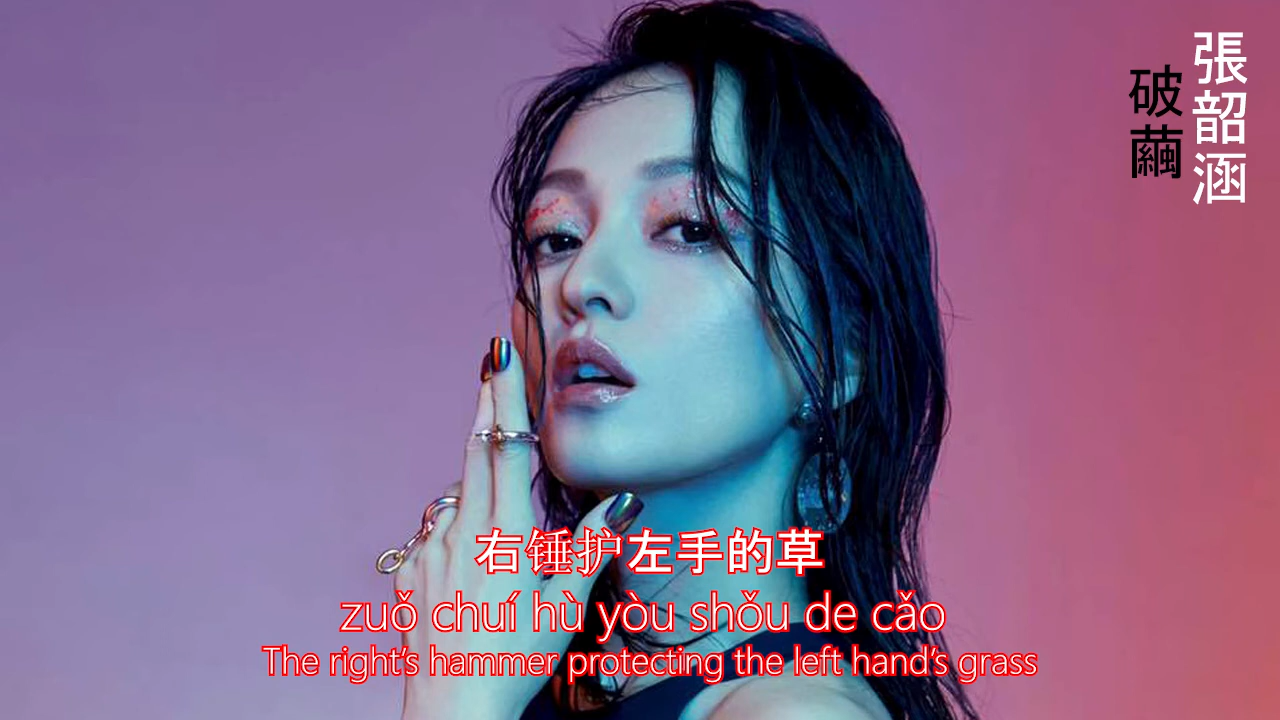 張韶涵
破繭
右锤护左手的草
zuǒ chuí hù yòu shǒu de cǎo
The right's hammer protecting the left hand's grass